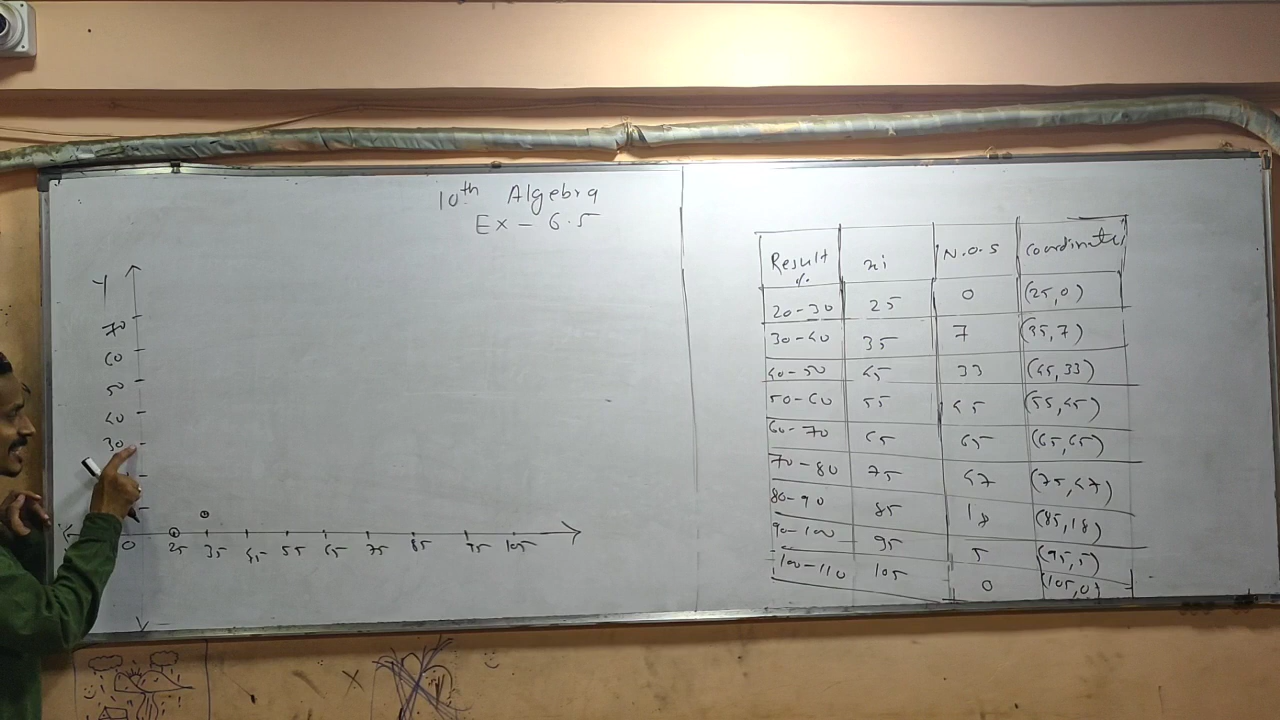 10th Algebra
Ex - 6.5
Y
70
60
50
40
30
0 25 35 45 55 65 75 85 95 105
Result % xi N.O.S Coordinate
20-30 25 0 (25,0)
30-40 35 7 (35,7)
40-50 45 33 (45,33)
50-60 55 45 (55,45)
60-70 65 65 (65,65)
70-80 75 47 (75,47)
80-90 85 18 (85,18)
90-100 95 5 (95,5)
100-110 105 0 (105,0)
X